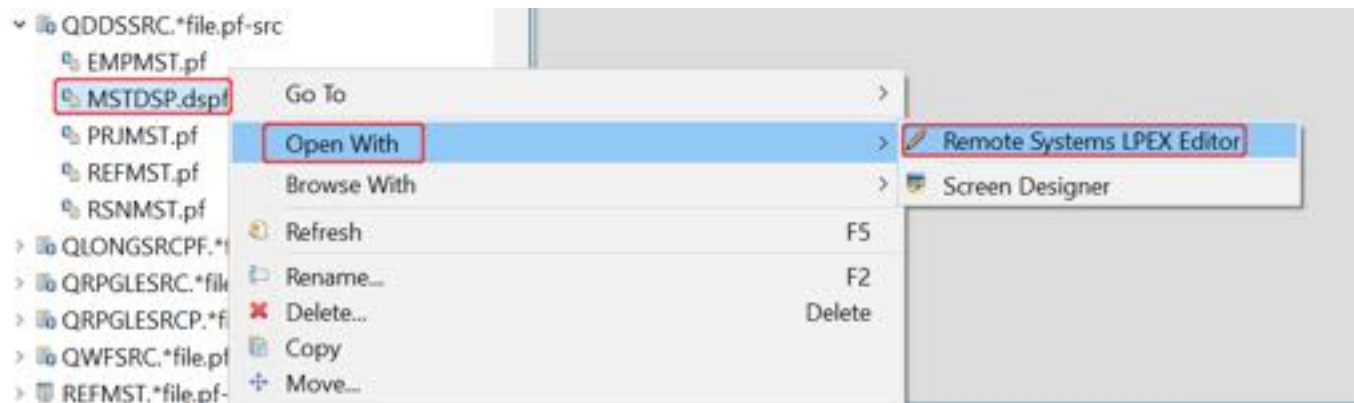 QDDSSRC.*file.pf-src
EMPMST.pf
MSTDSP.dspf
PRJMST.pf
REFMST.pf
RSNMST.pf
QLONGSRCPF.*f
QRPGLESRC.*file
QRPGLESRCP.*fi
QWFSRC.*file.pf
REFMST.*file.pf-
Go To
Open With
Browse With
Refresh F5
Rename... F2
Delete... Delete
Copy
Move...
Remote Systems LPEX Editor
Screen Designer